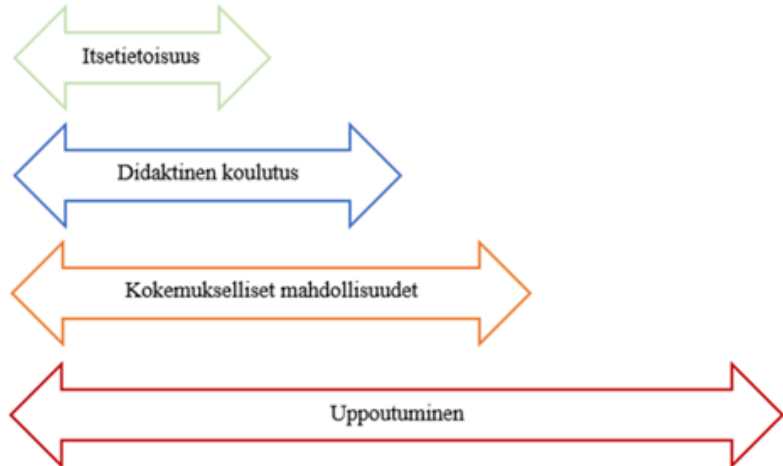 Itsetietoisuus
Didaktinen koulutus
Kokemukselliset mahdollisuudet
Uppoutuminen